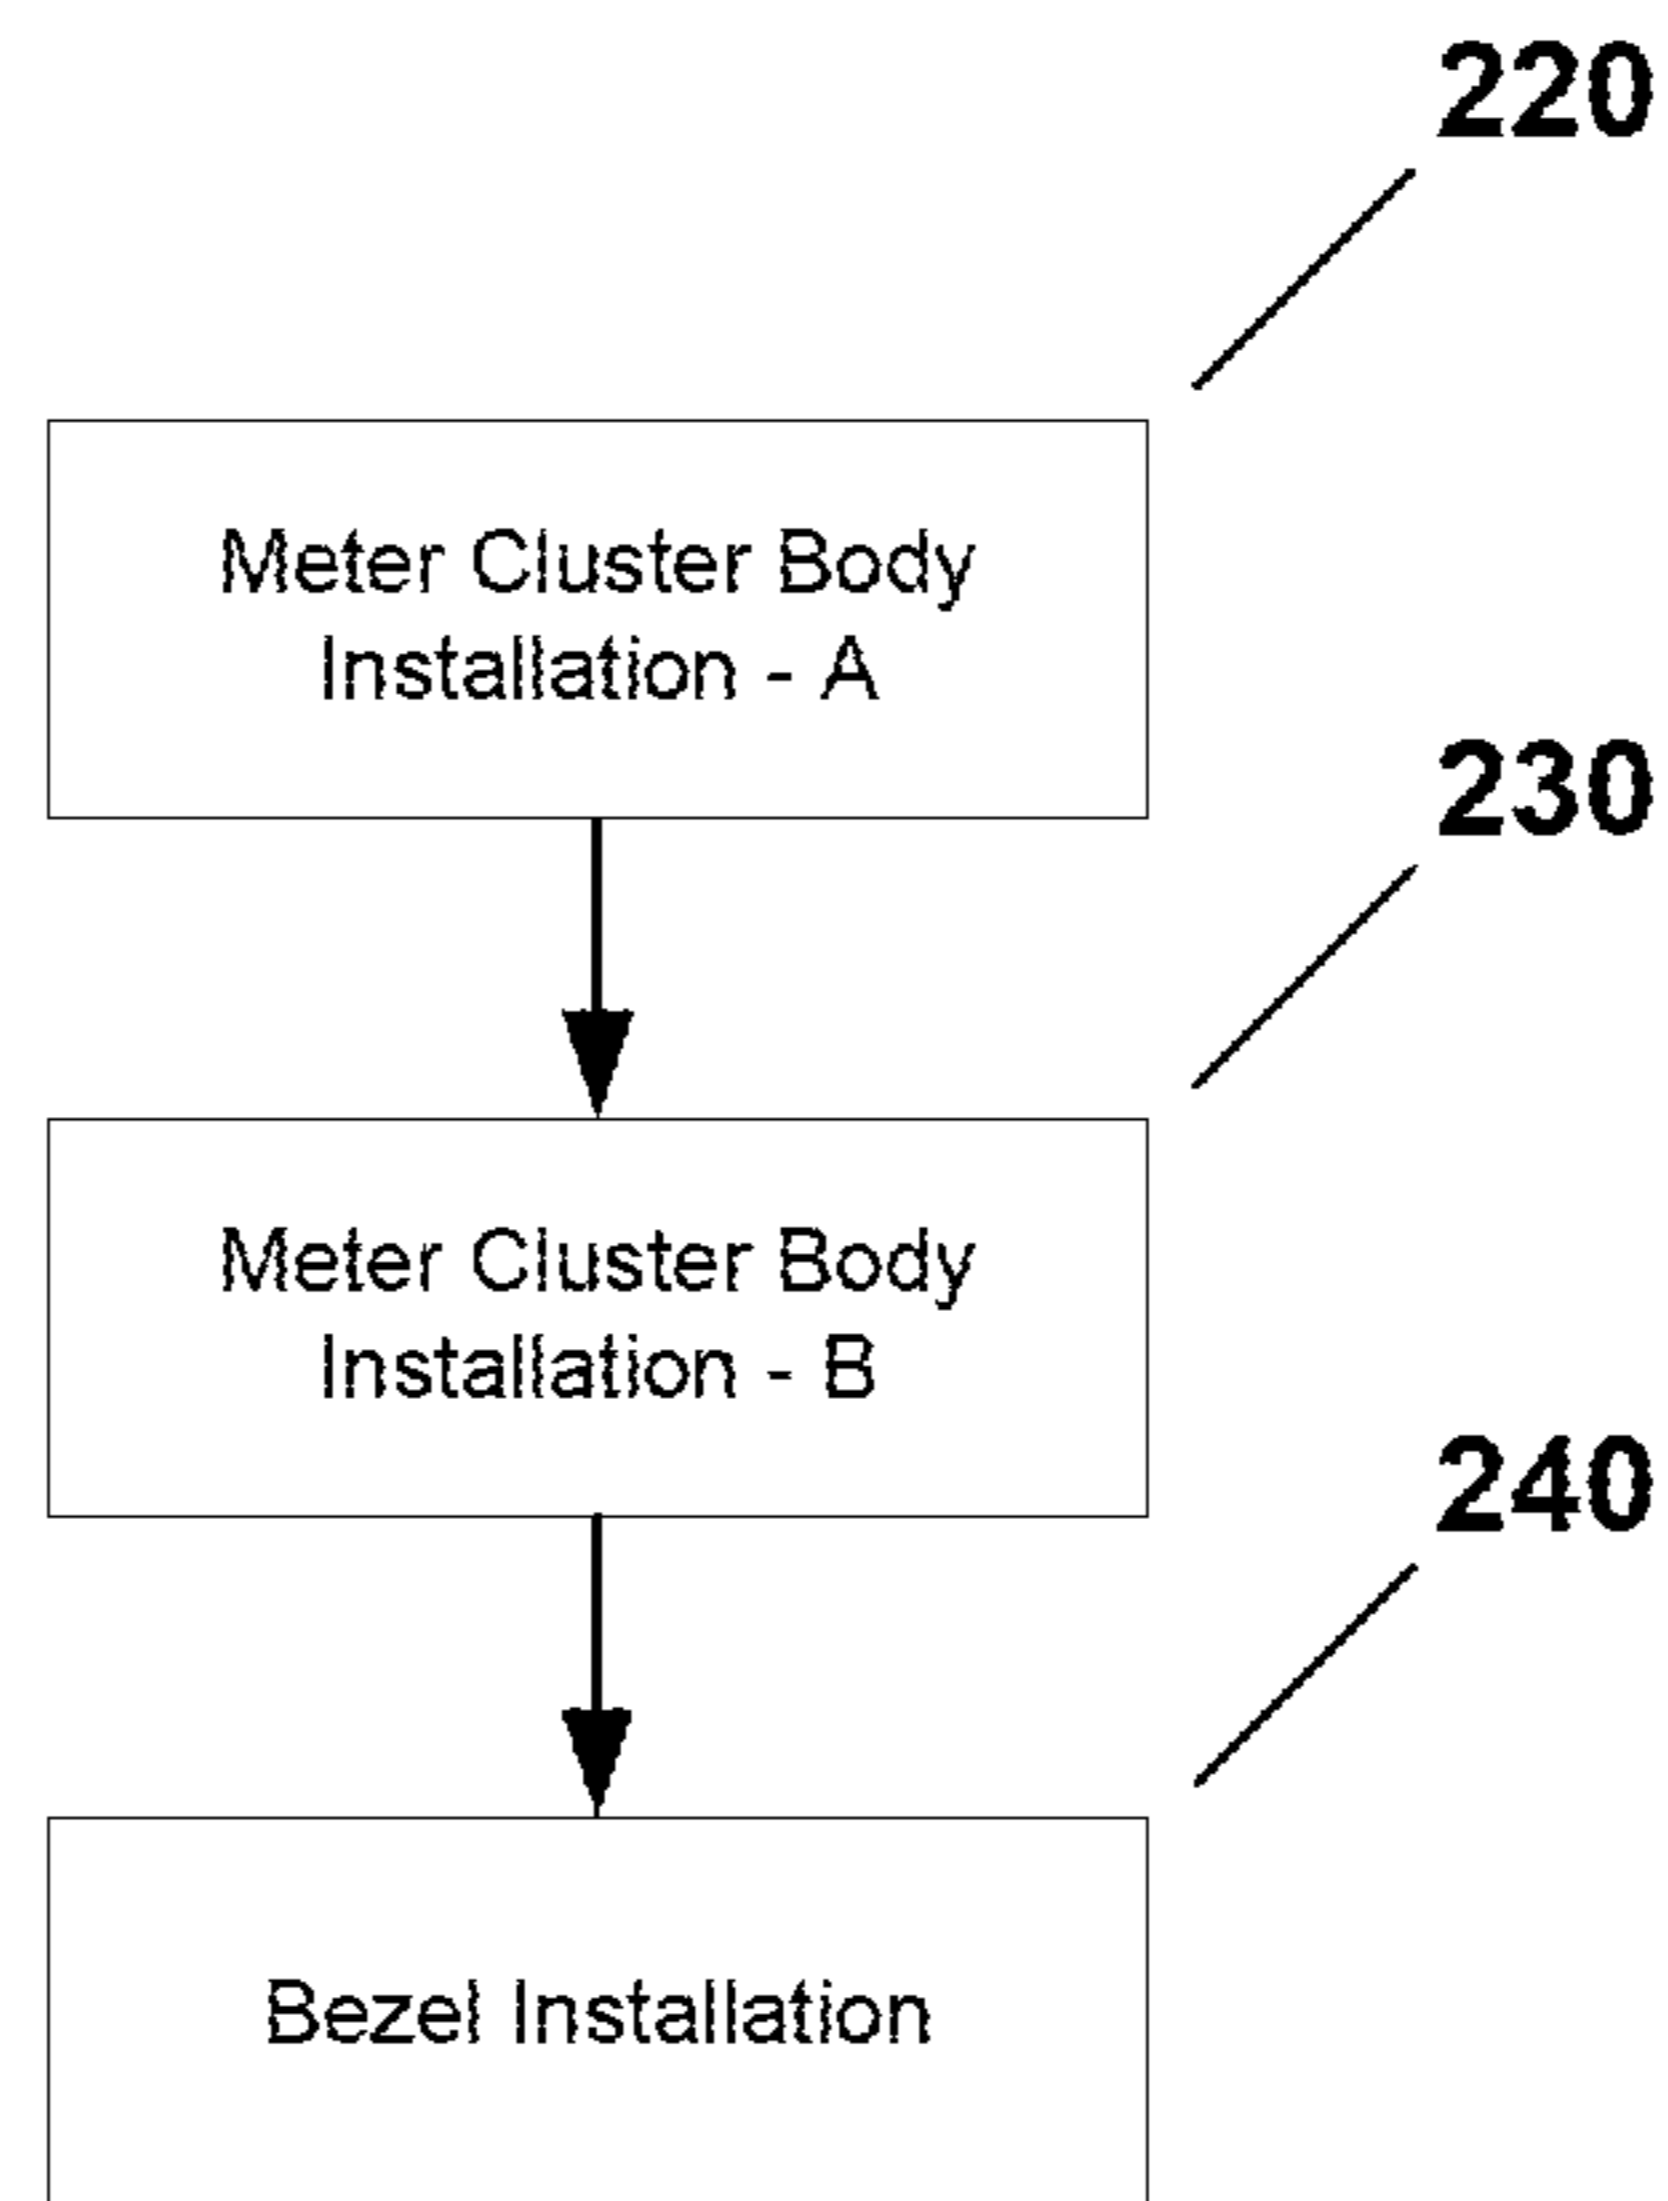 220
Meter Cluster Body
Installation - A
230
Meter Cluster Body
Installation - B
240
Bezel Installation